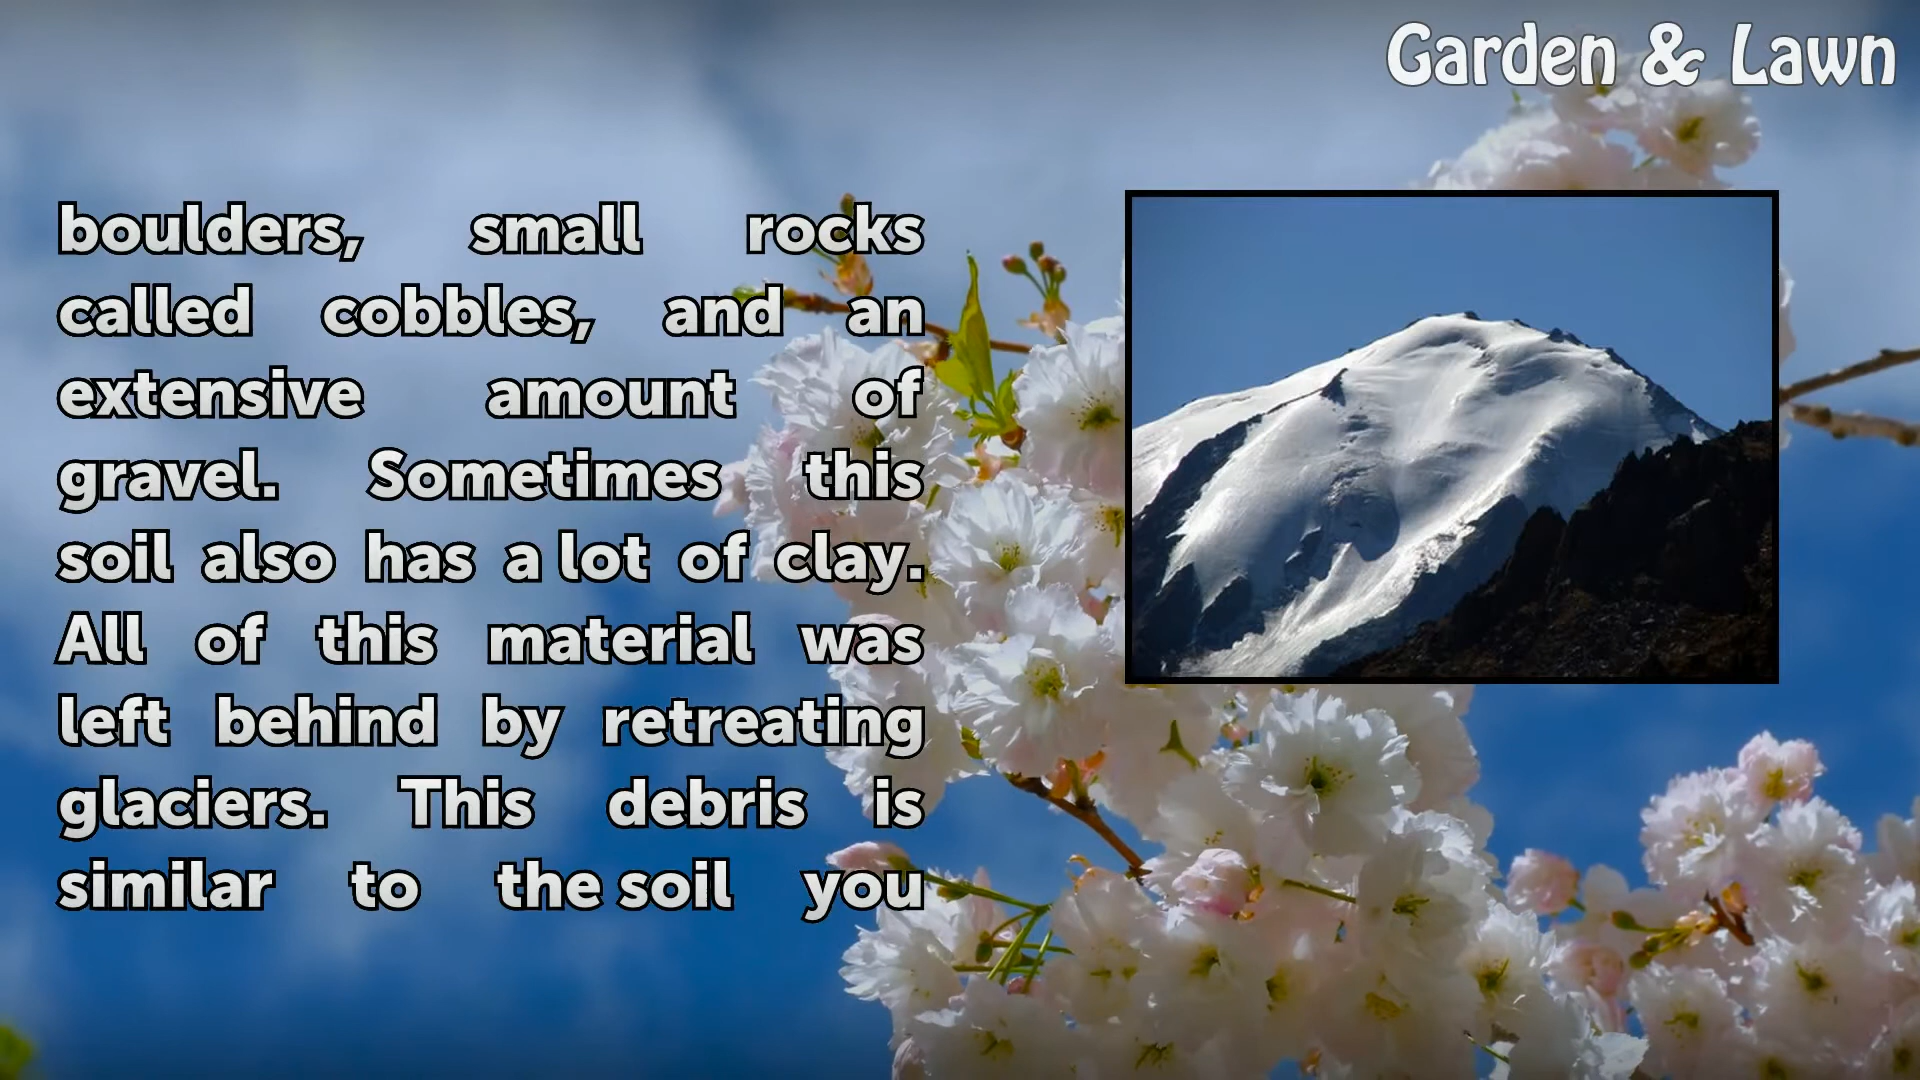 Garden & Lawn
boulders, small rocks
called cobbles, and an
extensive amount of
gravel. Sometimes this
soil also has a lot of clay.
All of this material was
left behind by retreating
glaciers. This debris is
similar to the soil you